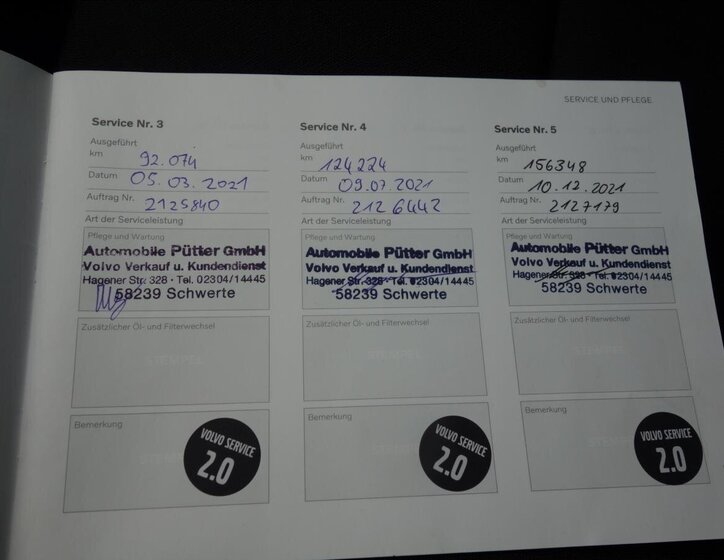 SERVICE UND PFLEGE
Service Nr. 3
Ausgeführt
km 92.074
Datum 05.03.2021
Auftrag Nr. 2125840
Art der Serviceleistung
Pflege und Wartung
Automobile Pütter GmbH
Volvo Verkauf u. Kundendienst
Hagener Str. 328 · Tel. 02304/14445
58239 Schwerte
Zusätzlicher Öl- und Filterwechsel
STEMPEL
Bemerkung
VOLVO SERVICE
2.0
Service Nr. 4
Ausgeführt
km 124224
Datum 09.07.2021
Auftrag Nr. 2126442
Art der Serviceleistung
Pflege und Wartung
Automobile Pütter GmbH
Volvo Verkauf u. Kundendienst
Hagener Str. 328 · Tel. 02304/14445
58239 Schwerte
Zusätzlicher Öl- und Filterwechsel
STEMPEL
Bemerkung
VOLVO SERVICE
2.0
Service Nr. 5
Ausgeführt
km 156348
Datum 10.12.2021
Auftrag Nr. 2127179
Art der Serviceleistung
Pflege und Wartung
Automobile Pütter GmbH
Volvo Verkauf u. Kundendienst
Hagener Str. 328 · Tel. 02304/14445
58239 Schwerte
Zusätzlicher Öl- und Filterwechsel
STEMPEL
Bemerkung
VOLVO SERVICE
2.0